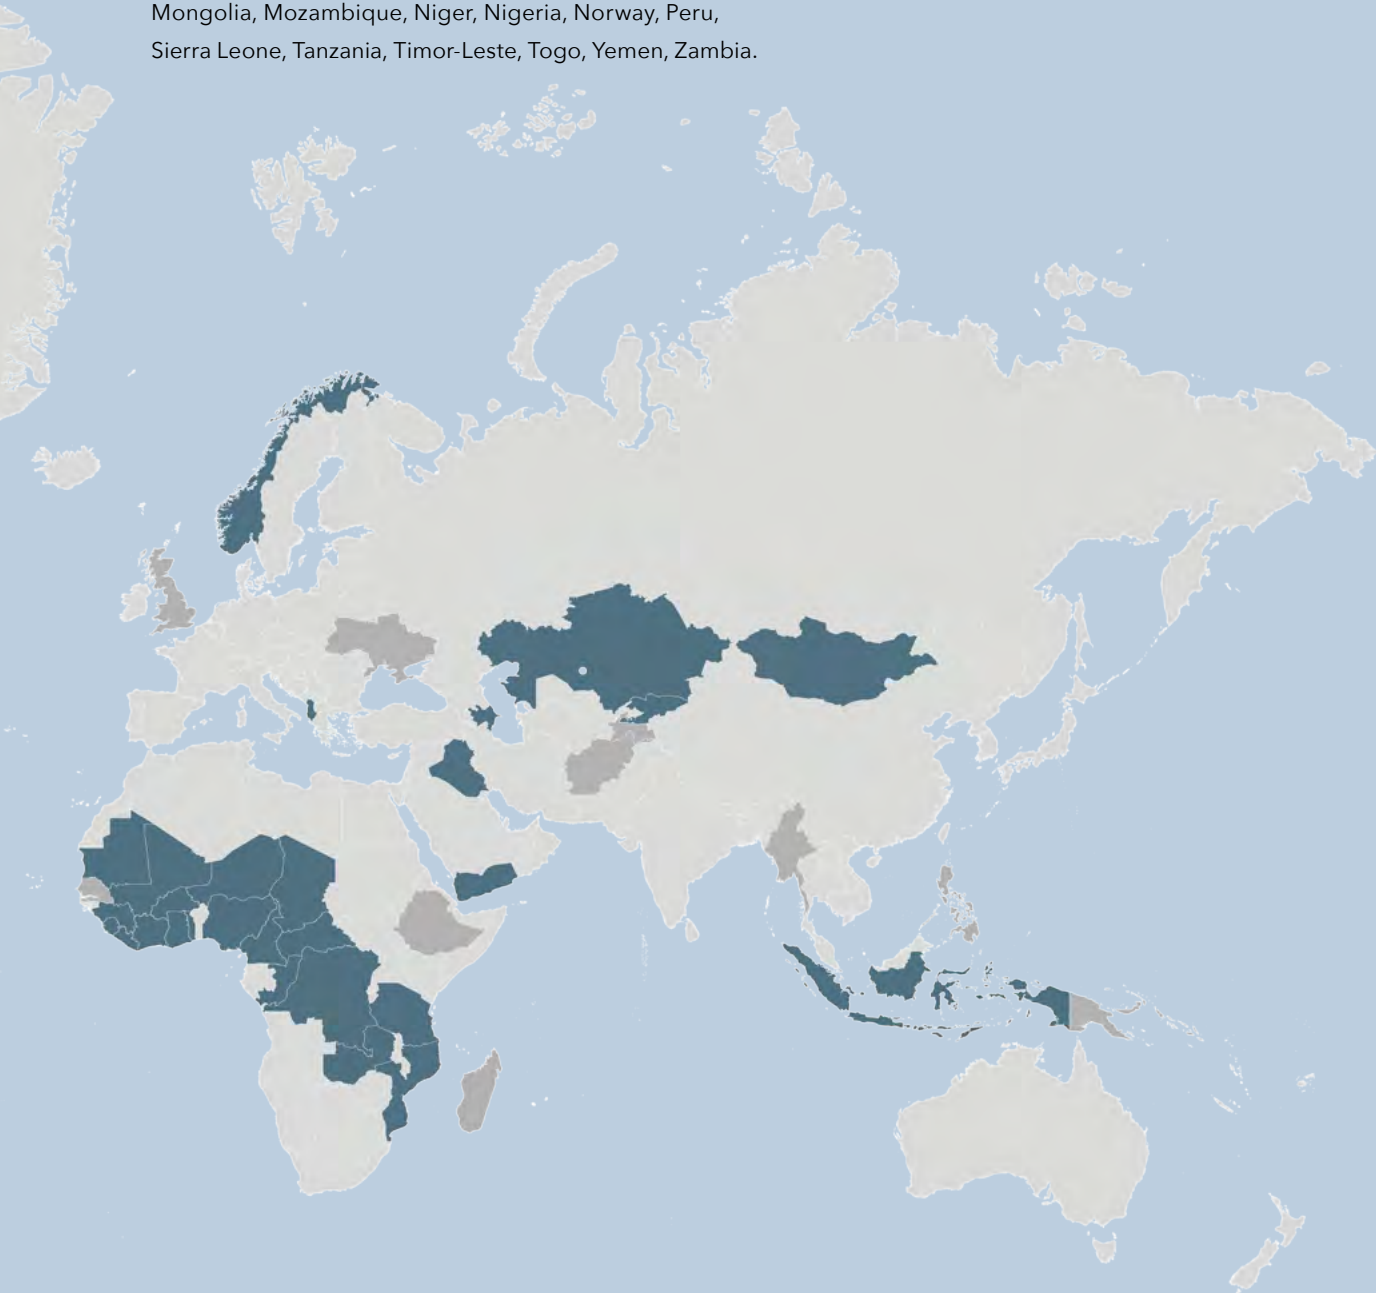 Mongolia, Mozambique, Niger, Nigeria, Norway, Peru,
Sierra Leone, Tanzania, Timor-Leste, Togo, Yemen, Zambia.